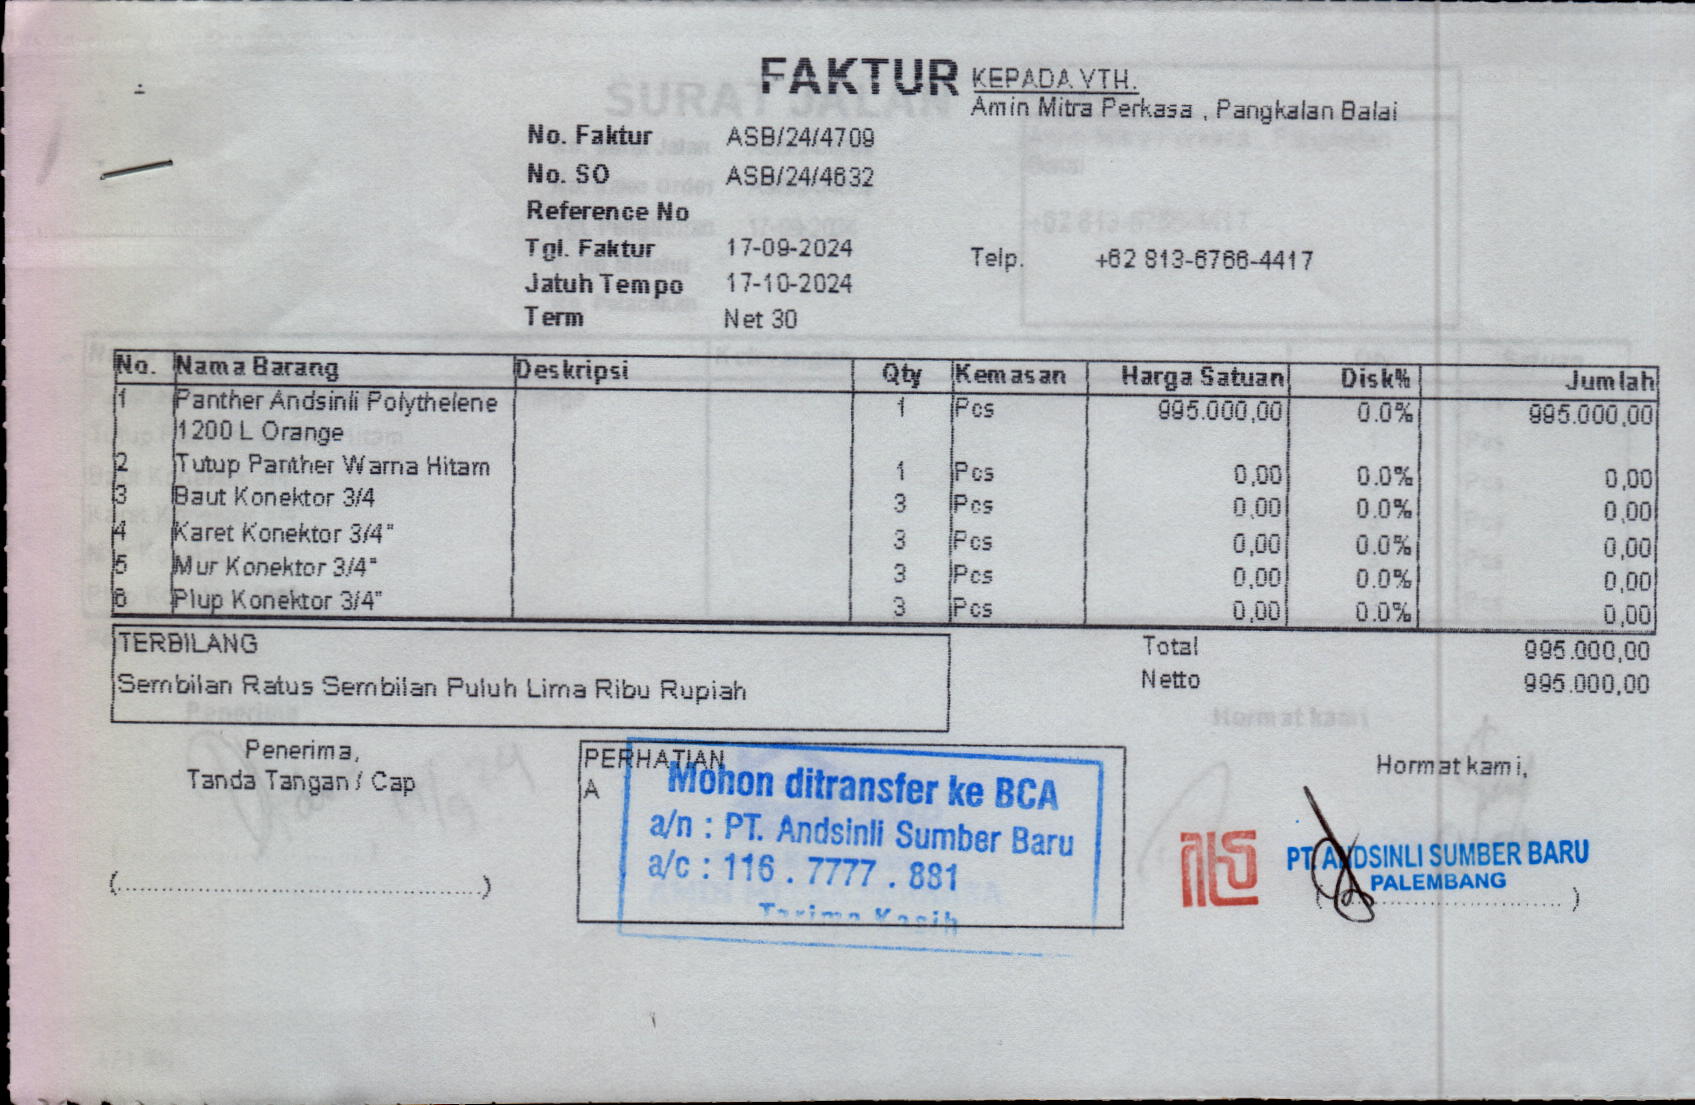 FAKTUR
KEPADA YTH.
Amin Mitra Perkasa , Pangkalan Balai
No. Faktur ASB/24/4709
No. SO ASB/24/4632
Reference No
Tgl. Faktur 17-09-2024
Telp. +62 813-6766-4417
Jatuh Tempo 17-10-2024
Term Net 30
No. Nama Barang Deskripsi Qty Kemasan Harga Satuan Disk% Jumlah
1 Panther Andsinli Polythelene 1 Pcs 995.000,00 0.0% 995.000,00
1200 L Orange
2 Tutup Panther Warna Hitam 1 Pcs 0,00 0.0% 0,00
3 Baut Konektor 3/4 3 Pcs 0,00 0.0% 0,00
4 Karet Konektor 3/4" 3 Pcs 0,00 0.0% 0,00
5 Mur Konektor 3/4" 3 Pcs 0,00 0.0% 0,00
6 Plup Konektor 3/4" 3 Pcs 0,00 0.0% 0,00
TERBILANG
Sembilan Ratus Sembilan Puluh Lima Ribu Rupiah
Total 995.000,00
Netto 995.000,00
Penerima,
Tanda Tangan / Cap
(........................................................)
PERHATIAN
A
Mohon ditransfer ke BCA
a/n : PT. Andsinli Sumber Baru
a/c : 116 . 7777 . 881
Terima Kasih
Hormat kami,
PT. ANDSINLI SUMBER BARU
PALEMBANG
(........................................)
SURAT JALAN